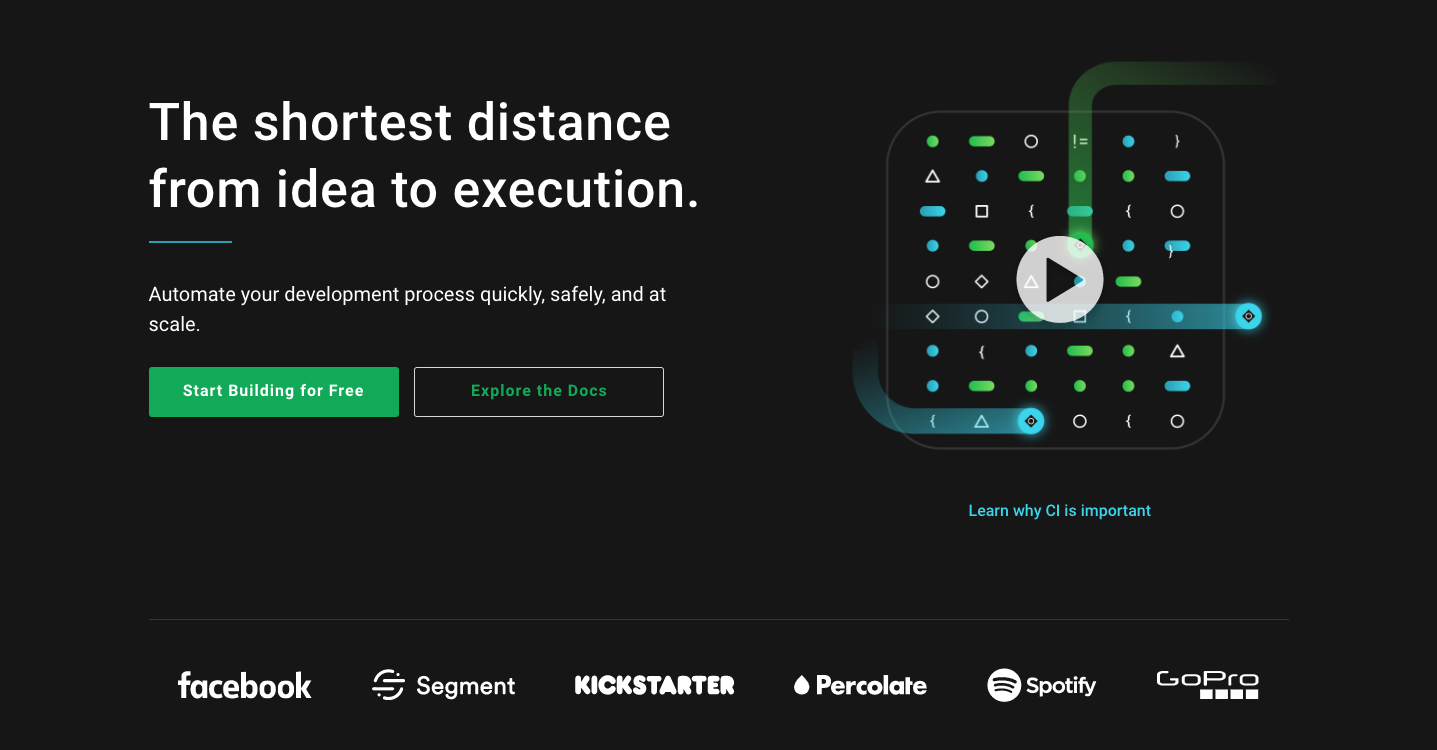 The shortest distance
from idea to execution.
Automate your development process quickly, safely, and at
scale.
Start Building for Free
Explore the Docs
!= }
{
{
}
{
{
{ {
Learn why CI is important
facebook Segment KICKSTARTER Percolate Spotify GoPro